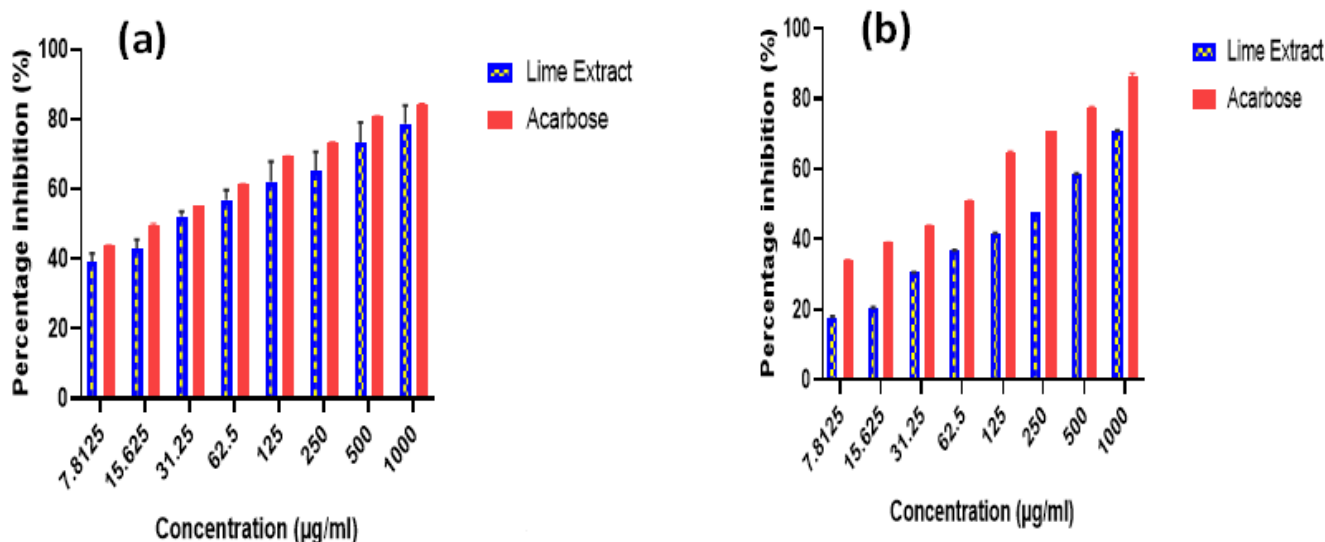 (a)
Percentage inhibition (%)
100
80
60
40
20
0
7.8125
15.625
31.25
62.5
125
250
500
1000
Concentration (µg/ml)
Lime Extract
Acarbose
(b)
Percentage inhibition (%)
100
80
60
40
20
0
7.8125
15.625
31.25
62.5
125
250
500
1000
Concentration (µg/ml)
Lime Extract
Acarbose